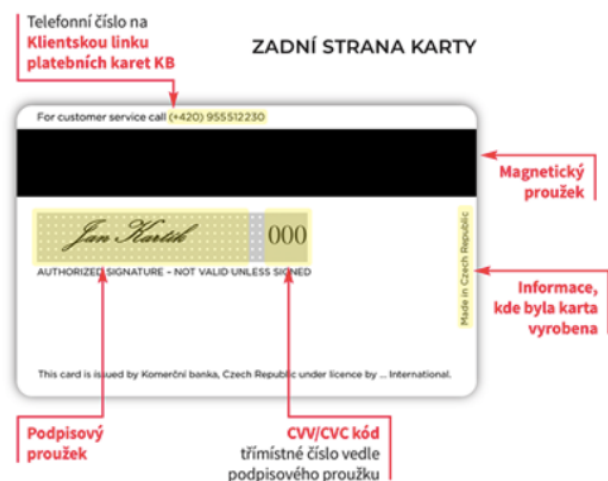 Telefonní číslo na
Klientskou linku
platebních karet KB
ZADNÍ STRANA KARTY
For customer service call (+420) 955512230
Magnetický
proužek
Jan Kartík 000
AUTHORIZED SIGNATURE – NOT VALID UNLESS SIGNED
Made in Czech Republic
Informace,
kde byla karta
vyrobena
This card is issued by Komerční banka, Czech Republic under licence by ... International.
Podpisový
proužek
CVV/CVC kód
třímístné číslo vedle
podpisového proužku